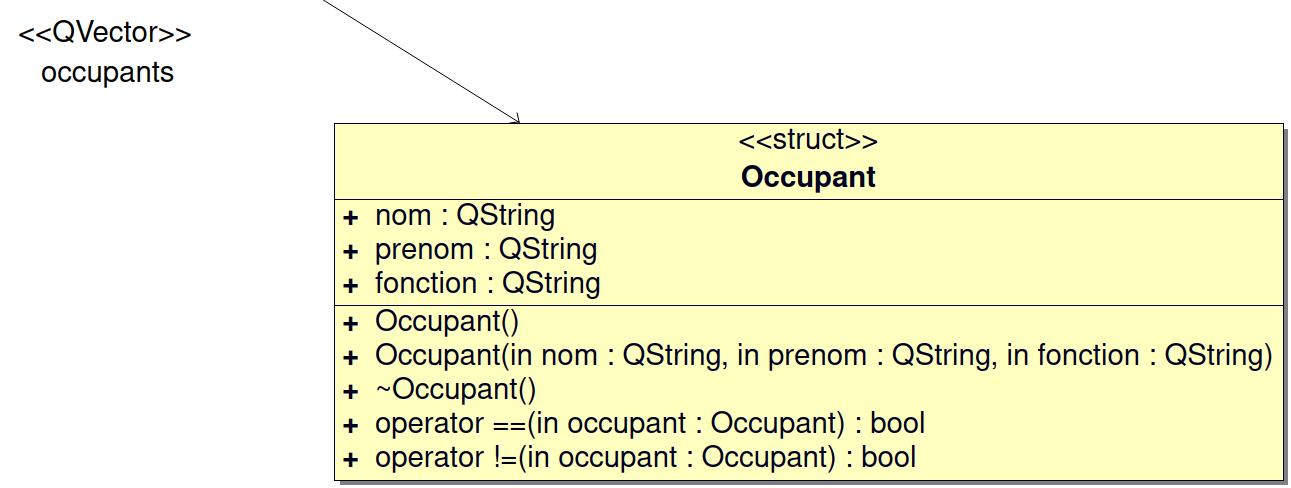 <<QVector>>
occupants
<<struct>>
Occupant
+ nom : QString
+ prenom : QString
+ fonction : QString
+ Occupant()
+ Occupant(in nom : QString, in prenom : QString, in fonction : QString)
+ ~Occupant()
+ operator ==(in occupant : Occupant) : bool
+ operator !=(in occupant : Occupant) : bool